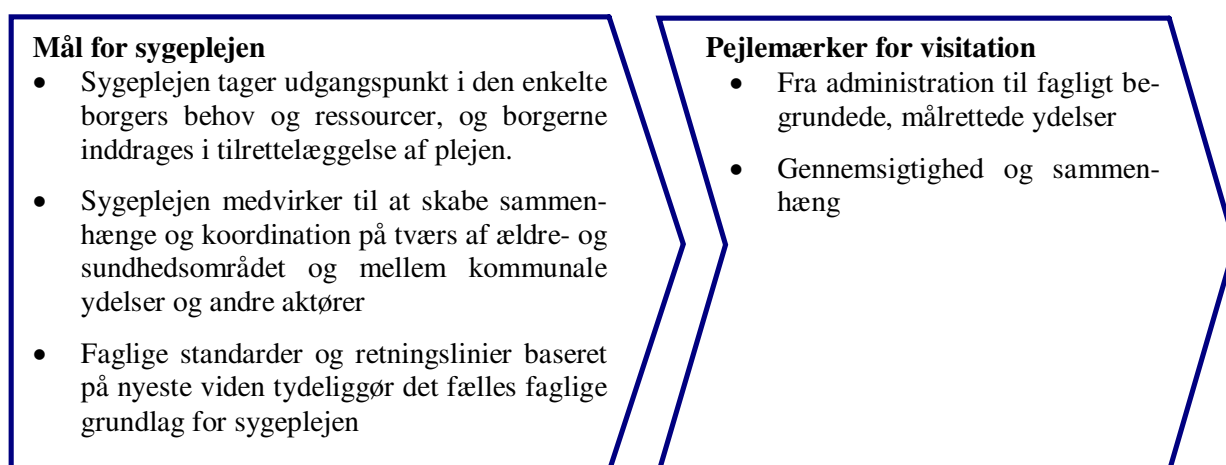 Mål for sygeplejen
• Sygeplejen tager udgangspunkt i den enkelte
borgers behov og ressourcer, og borgerne
inddrages i tilrettelæggelse af plejen.
• Sygeplejen medvirker til at skabe sammen-
hænge og koordination på tværs af ældre- og
sundhedsområdet og mellem kommunale
ydelser og andre aktører
• Faglige standarder og retningslinier baseret
på nyeste viden tydeliggør det fælles faglige
grundlag for sygeplejen
Pejlemærker for visitation
• Fra administration til fagligt be-
grundede, målrettede ydelser
• Gennemsigtighed og sammen-
hæng